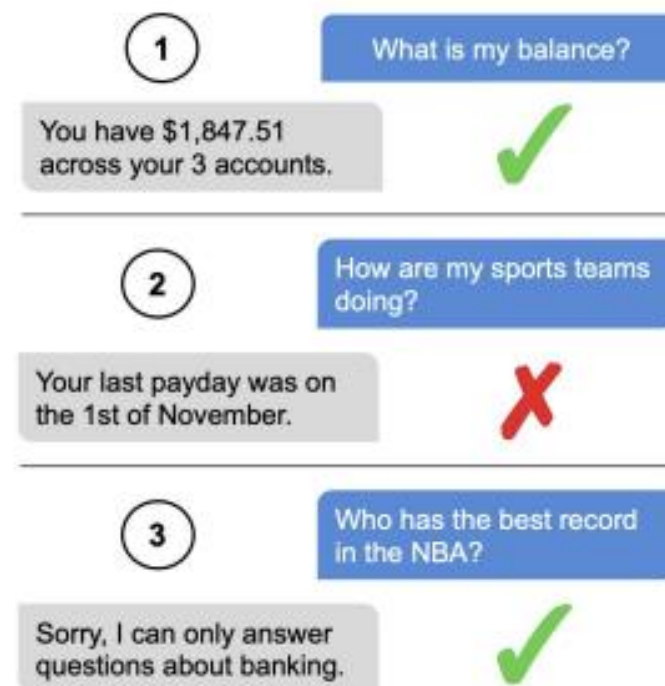 1
What is my balance?
You have $1,847.51
across your 3 accounts.
2
How are my sports teams
doing?
Your last payday was on
the 1st of November.
3
Who has the best record
in the NBA?
Sorry, I can only answer
questions about banking.